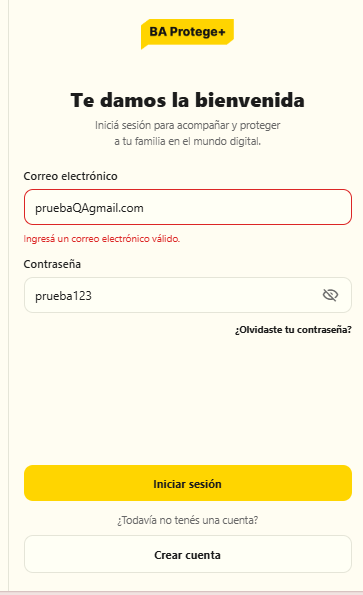 BA Protege+
Te damos la bienvenida
Iniciá sesión para acompañar y proteger
a tu familia en el mundo digital.
Correo electrónico
pruebaQAgmail.com
Ingresá un correo electrónico válido.
Contraseña
prueba123
¿Olvidaste tu contraseña?
Iniciar sesión
¿Todavía no tenés una cuenta?
Crear cuenta